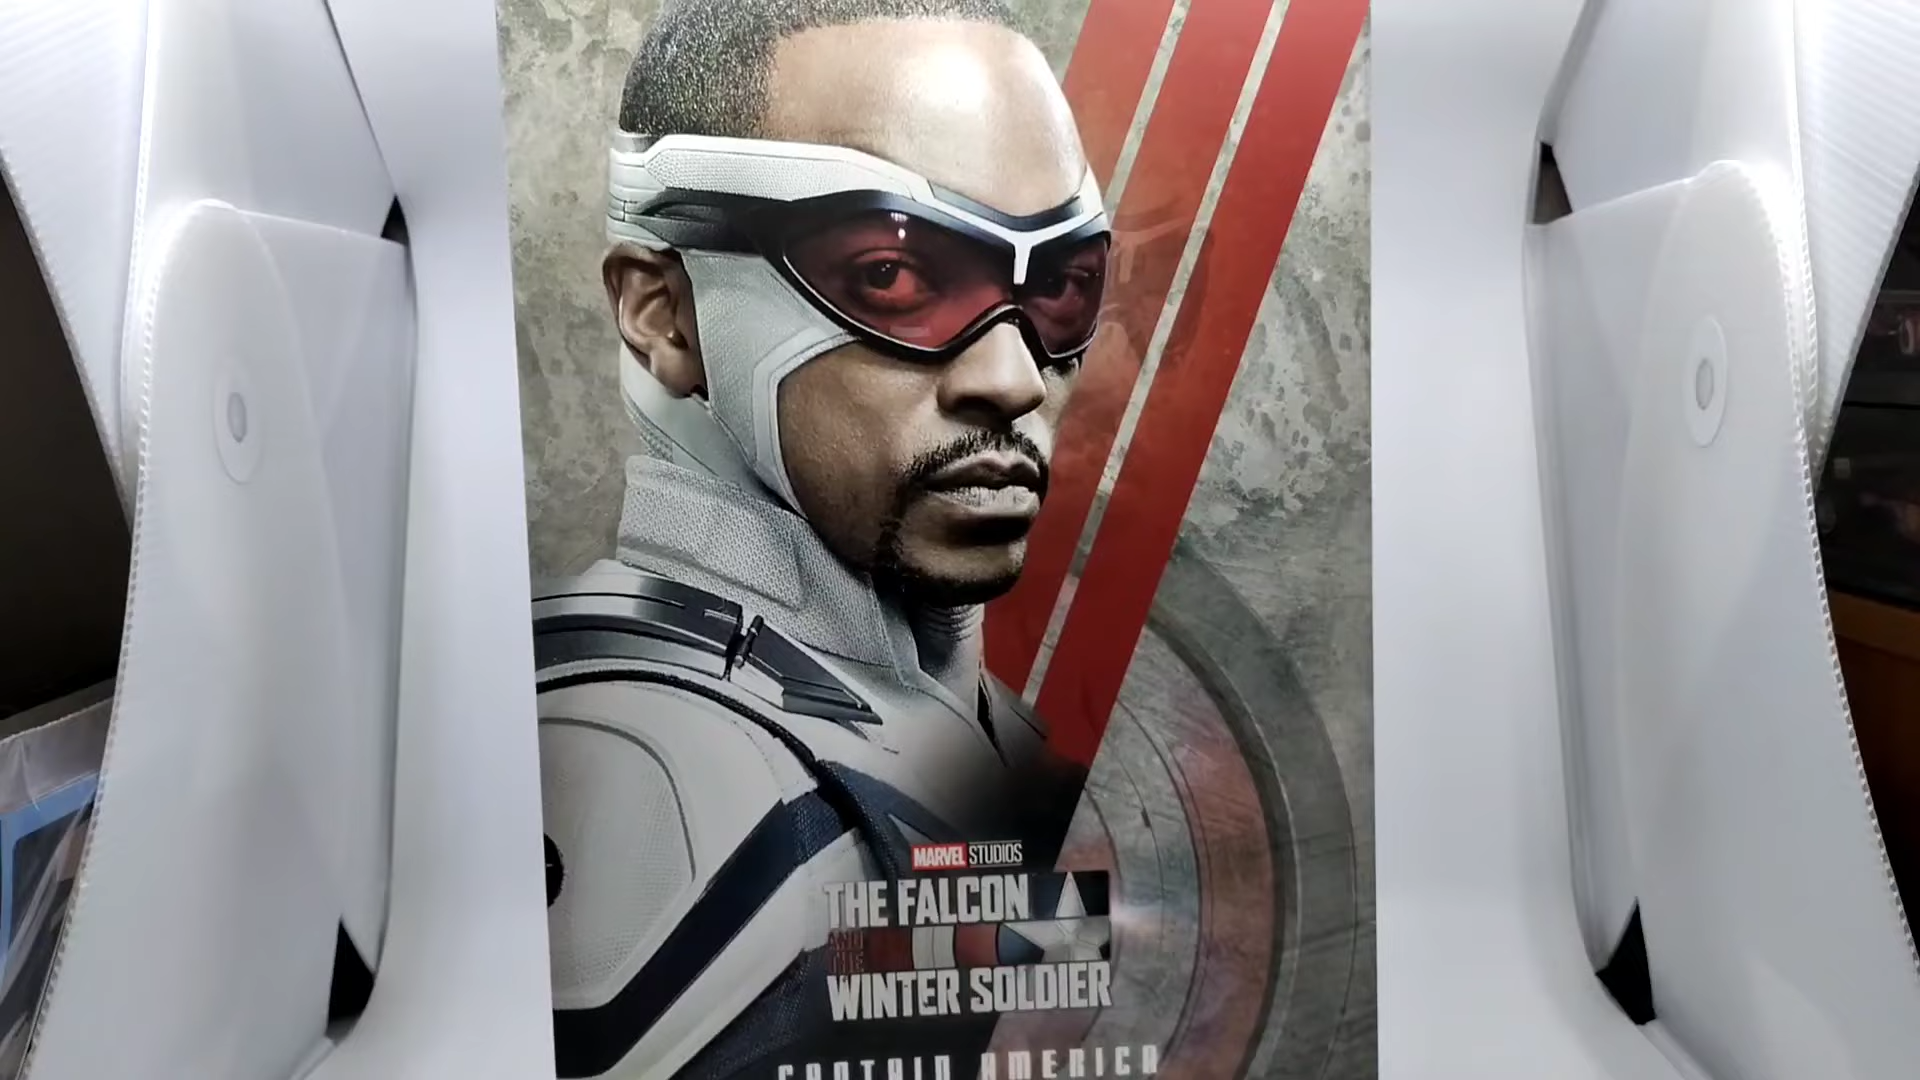 MARVEL STUDIOS
THE FALCON
AND
THE
WINTER SOLDIER
CAPTAIN AMERICA